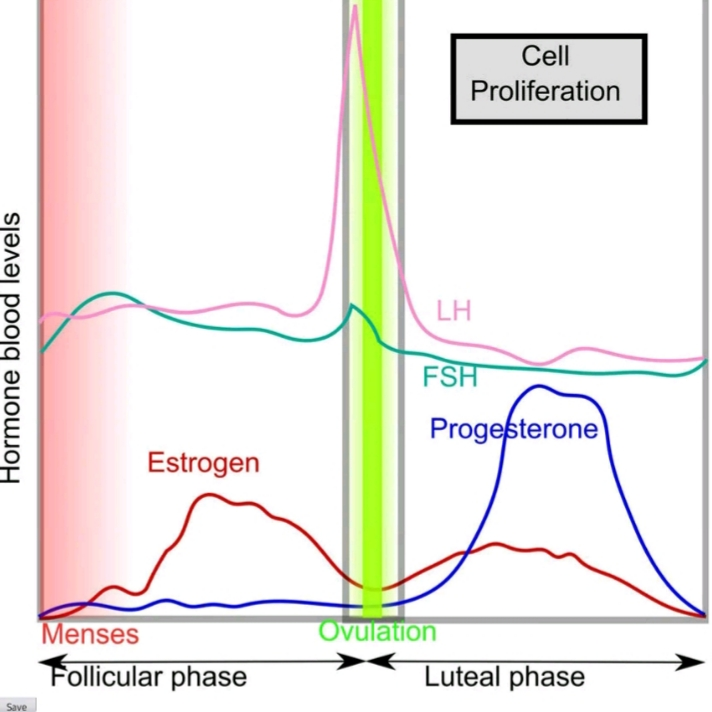 Cell
Proliferation
Hormone blood levels
LH
FSH
Progesterone
Estrogen
Menses
Ovulation
Follicular phase
Luteal phase
Save